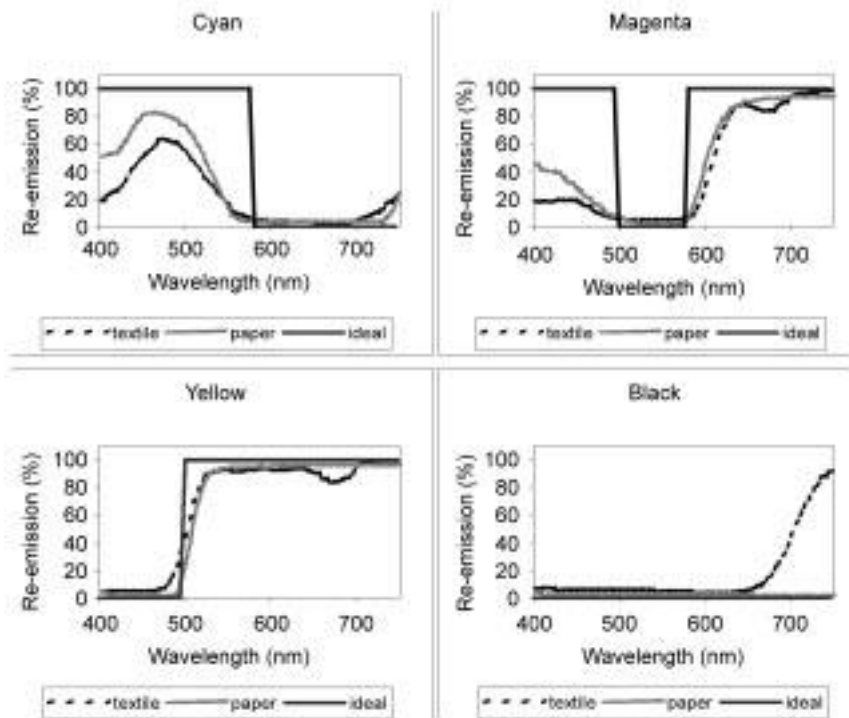 Cyan
Re-emission (%)
100
80
60
40
20
0
400 500 600 700
Wavelength (nm)
textile paper ideal
Magenta
Re-emission (%)
100
80
60
40
20
0
400 500 600 700
Wavelength (nm)
textile paper ideal
Yellow
Re-emission (%)
100
80
60
40
20
0
400 500 600 700
Wavelength (nm)
textile paper ideal
Black
Re-emission (%)
100
80
60
40
20
0
400 500 600 700
Wavelength (nm)
textile paper ideal